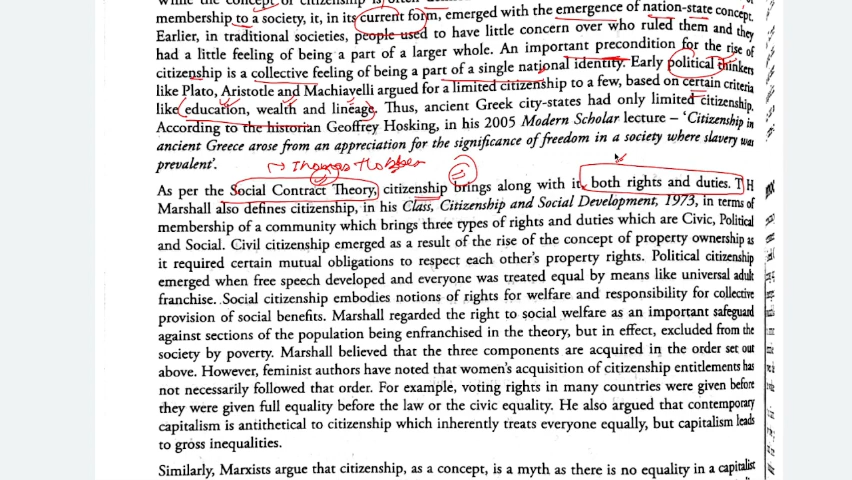 While the concept of citizenship is often
membership to a society, it, in its current form, emerged with the emergence of nation-state concept.
Earlier, in traditional societies, people used to have little concern over who ruled them and they
had a little feeling of being a part of a larger whole. An important precondition for the rise of
citizenship is a collective feeling of being a part of a single national identity. Early political thinkers
like Plato, Aristotle and Machiavelli argued for a limited citizenship to a few, based on certain criteria
like education, wealth and lineage. Thus, ancient Greek city-states had only limited citizenship.
According to the historian Geoffrey Hosking, in his 2005 Modern Scholar lecture – 'Citizenship in
ancient Greece arose from an appreciation for the significance of freedom in a society where slavery was
prevalent'.
Thomas Hobbes
As per the Social Contract Theory, citizenship brings along with it, both rights and duties. T H
Marshall also defines citizenship, in his Class, Citizenship and Social Development, 1973, in terms of
membership of a community which brings three types of rights and duties which are Civic, Political
and Social. Civil citizenship emerged as a result of the rise of the concept of property ownership as
it required certain mutual obligations to respect each other's property rights. Political citizenship
emerged when free speech developed and everyone was treated equal by means like universal adult
franchise. Social citizenship embodies notions of rights for welfare and responsibility for collective
provision of social benefits. Marshall regarded the right to social welfare as an important safeguard
against sections of the population being enfranchised in the theory, but in effect, excluded from the
society by poverty. Marshall believed that the three components are acquired in the order set out
above. However, feminist authors have noted that women's acquisition of citizenship entitlements has
not necessarily followed that order. For example, voting rights in many countries were given before
they were given full equality before the law or the civic equality. He also argued that contemporary
capitalism is antithetical to citizenship which inherently treats everyone equally, but capitalism leads
to gross inequalities.
Similarly, Marxists argue that citizenship, as a concept, is a myth as there is no equality in a capitalist